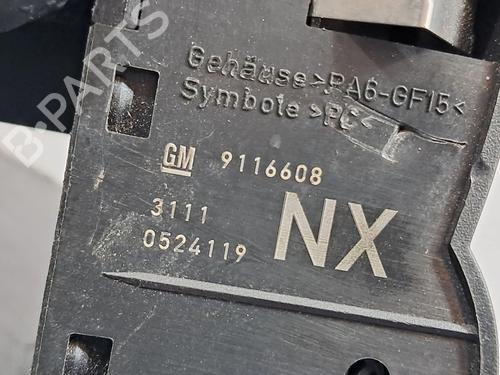 Gehäuse >PA6-GF15<
Symbole >PC<
GM 9116608
3111
0524119
NX
B-PARTS